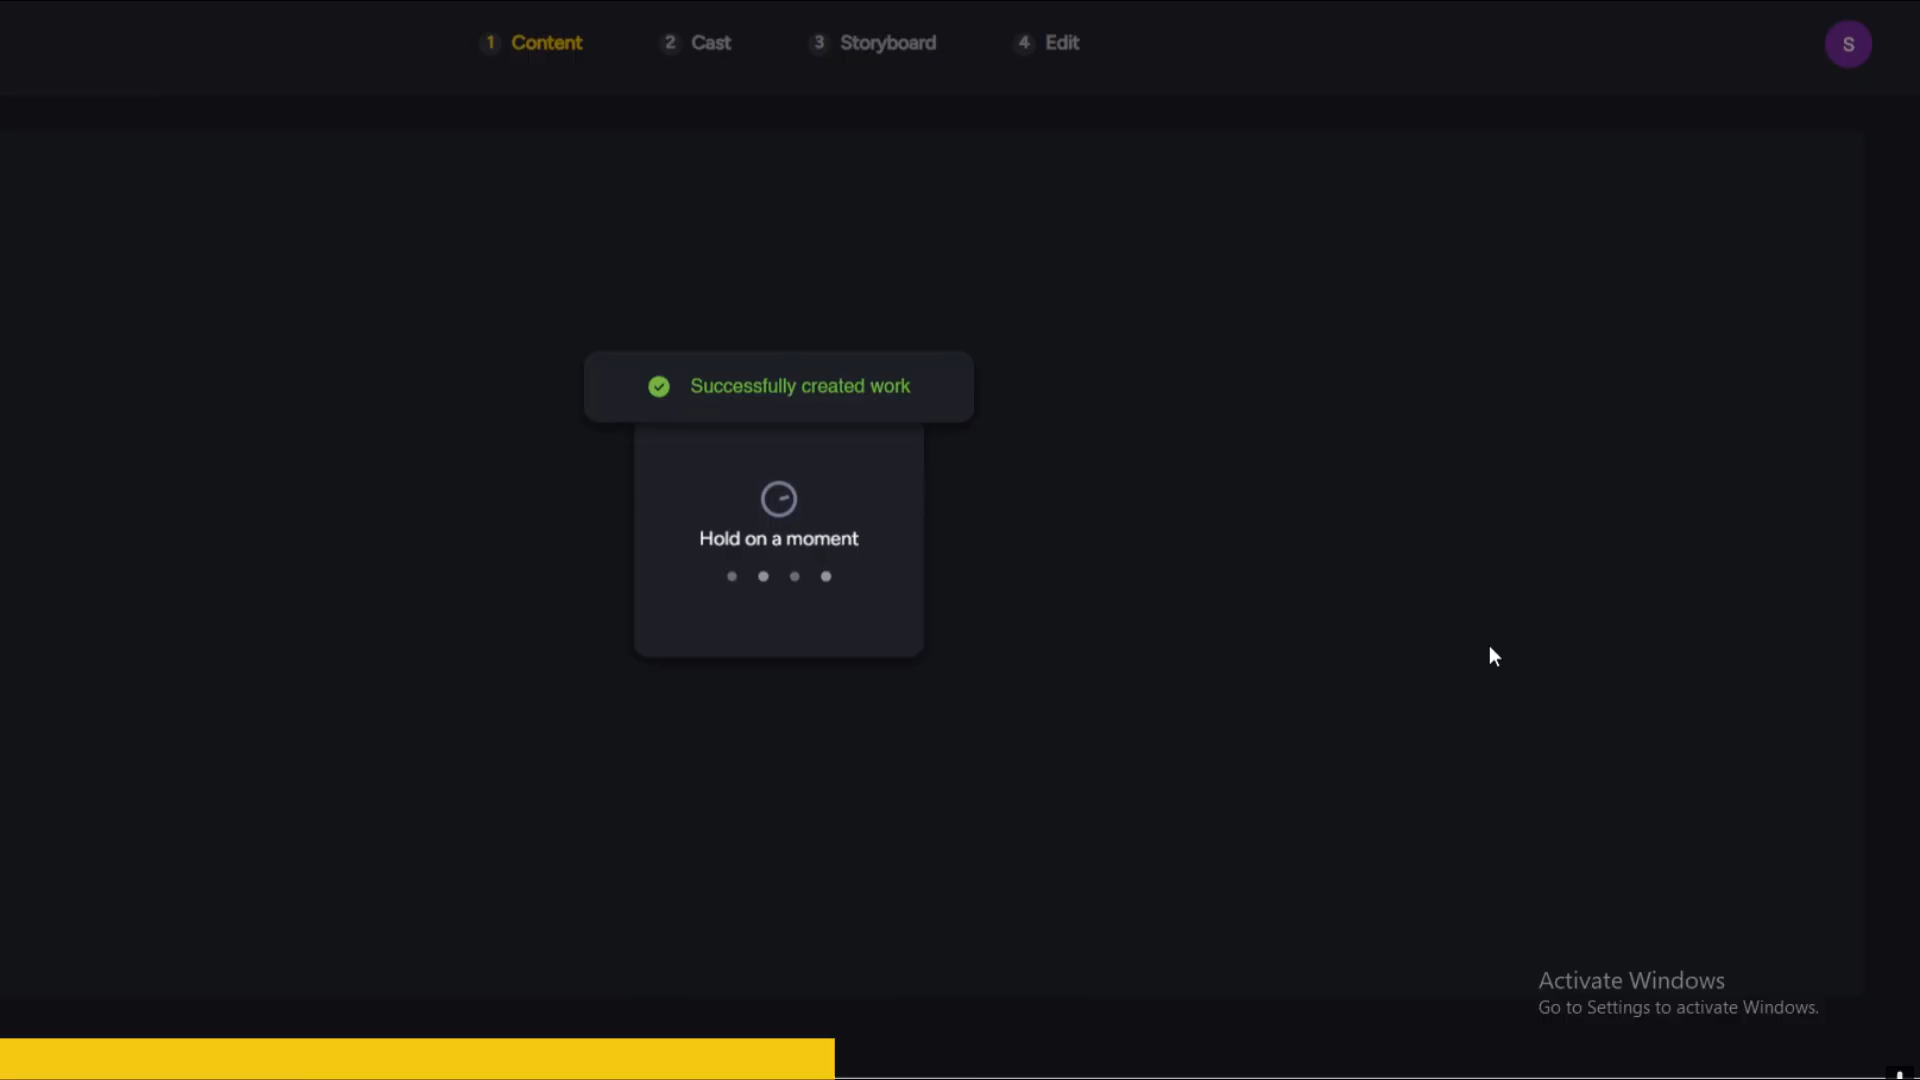 1 Content 2 Cast 3 Storyboard 4 Edit S
Successfully created work
Hold on a moment
Activate Windows
Go to Settings to activate Windows.